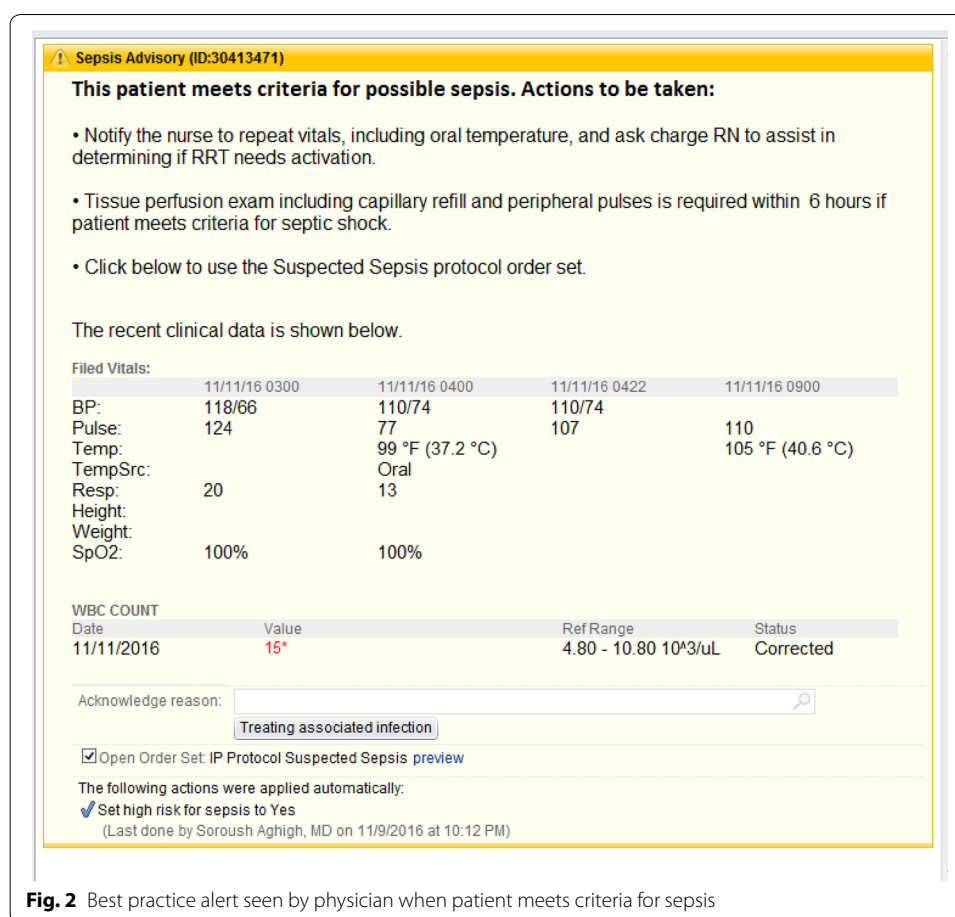 Sepsis Advisory (ID:30413471)
This patient meets criteria for possible sepsis. Actions to be taken:
• Notify the nurse to repeat vitals, including oral temperature, and ask charge RN to assist in
determining if RRT needs activation.
• Tissue perfusion exam including capillary refill and peripheral pulses is required within 6 hours if
patient meets criteria for septic shock.
• Click below to use the Suspected Sepsis protocol order set.
The recent clinical data is shown below.
Filed Vitals:
11/11/16 0300 11/11/16 0400 11/11/16 0422 11/11/16 0900
BP: 118/66 110/74 110/74
Pulse: 124 77 107 110
Temp: 99 °F (37.2 °C) 105 °F (40.6 °C)
TempSrc: Oral
Resp: 20 13
Height:
Weight:
SpO2: 100% 100%
WBC COUNT
Date Value Ref Range Status
11/11/2016 15* 4.80 - 10.80 10^3/uL Corrected
Acknowledge reason:
Treating associated infection
Open Order Set: IP Protocol Suspected Sepsis preview
The following actions were applied automatically:
Set high risk for sepsis to Yes
(Last done by Soroush Aghigh, MD on 11/9/2016 at 10:12 PM)
Fig. 2 Best practice alert seen by physician when patient meets criteria for sepsis